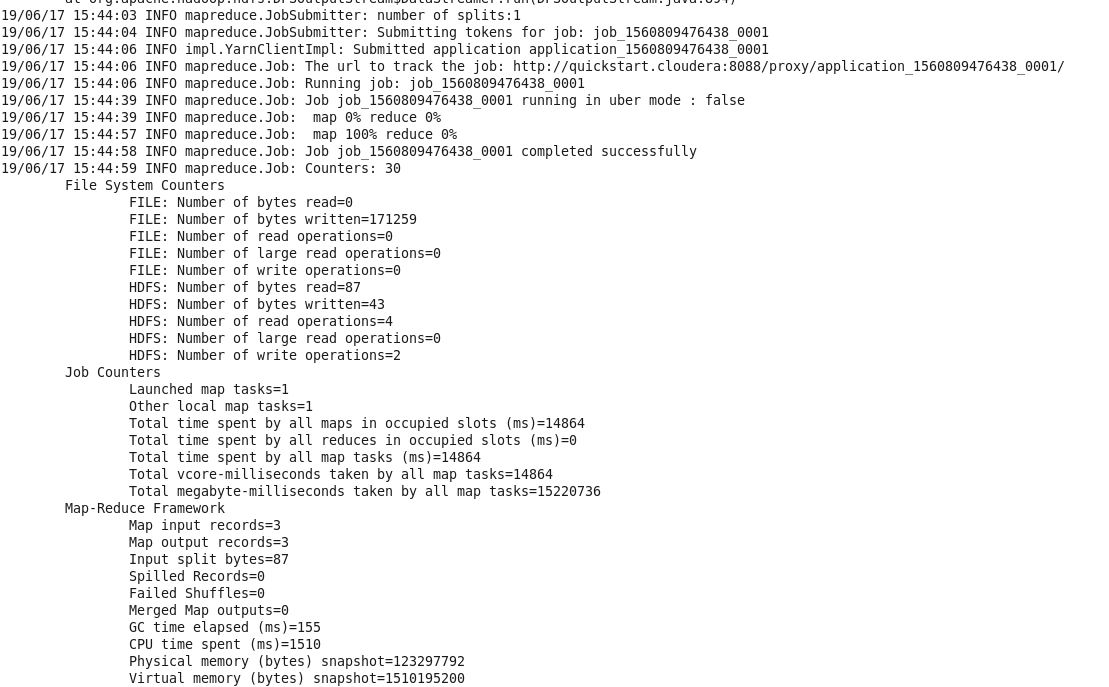 at org.apache.hadoop.hdfs.DFSOutputStream$DataStreamer.run(DFSOutputStream.java:894)
19/06/17 15:44:03 INFO mapreduce.JobSubmitter: number of splits:1
19/06/17 15:44:04 INFO mapreduce.JobSubmitter: Submitting tokens for job: job_1560809476438_0001
19/06/17 15:44:06 INFO impl.YarnClientImpl: Submitted application application_1560809476438_0001
19/06/17 15:44:06 INFO mapreduce.Job: The url to track the job: http://quickstart.cloudera:8088/proxy/application_1560809476438_0001/
19/06/17 15:44:06 INFO mapreduce.Job: Running job: job_1560809476438_0001
19/06/17 15:44:39 INFO mapreduce.Job: Job job_1560809476438_0001 running in uber mode : false
19/06/17 15:44:39 INFO mapreduce.Job:  map 0% reduce 0%
19/06/17 15:44:57 INFO mapreduce.Job:  map 100% reduce 0%
19/06/17 15:44:58 INFO mapreduce.Job: Job job_1560809476438_0001 completed successfully
19/06/17 15:44:59 INFO mapreduce.Job: Counters: 30
File System Counters
FILE: Number of bytes read=0
FILE: Number of bytes written=171259
FILE: Number of read operations=0
FILE: Number of large read operations=0
FILE: Number of write operations=0
HDFS: Number of bytes read=87
HDFS: Number of bytes written=43
HDFS: Number of read operations=4
HDFS: Number of large read operations=0
HDFS: Number of write operations=2
Job Counters
Launched map tasks=1
Other local map tasks=1
Total time spent by all maps in occupied slots (ms)=14864
Total time spent by all reduces in occupied slots (ms)=0
Total time spent by all map tasks (ms)=14864
Total vcore-milliseconds taken by all map tasks=14864
Total megabyte-milliseconds taken by all map tasks=15220736
Map-Reduce Framework
Map input records=3
Map output records=3
Input split bytes=87
Spilled Records=0
Failed Shuffles=0
Merged Map outputs=0
GC time elapsed (ms)=155
CPU time spent (ms)=1510
Physical memory (bytes) snapshot=123297792
Virtual memory (bytes) snapshot=1510195200